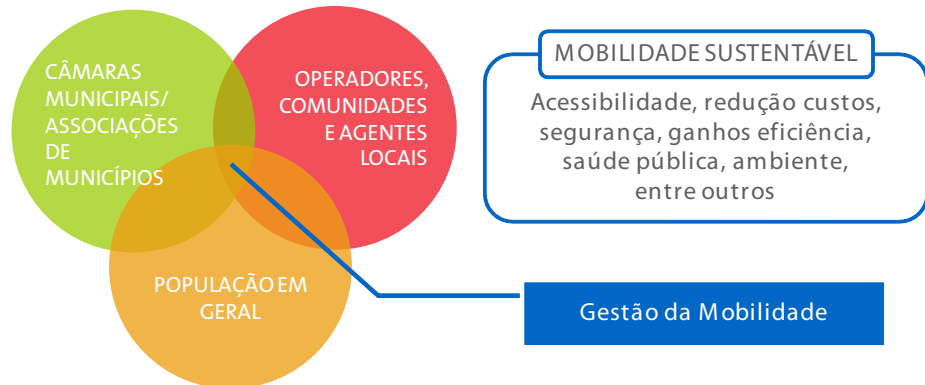 CÂMARAS
MUNICIPAIS/
ASSOCIAÇÕES
DE
MUNICÍPIOS
OPERADORES,
COMUNIDADES
E AGENTES
LOCAIS
POPULAÇÃO EM
GERAL
MOBILIDADE SUSTENTÁVEL
Acessibilidade, redução custos,
segurança, ganhos eficiência,
saúde pública, ambiente,
entre outros
Gestão da Mobilidade